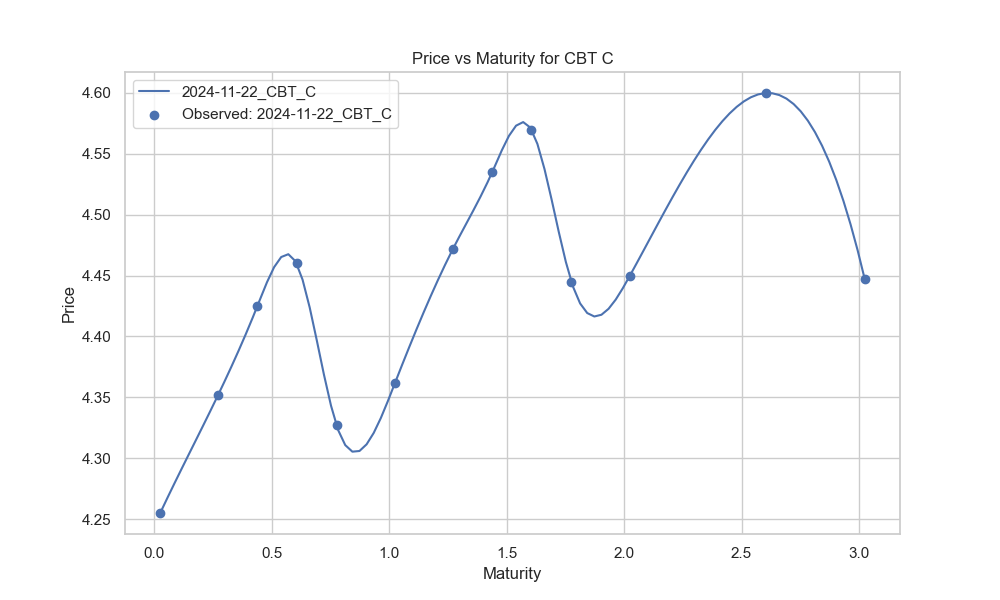 Price vs Maturity for CBT C
2024-11-22_CBT_C
Observed: 2024-11-22_CBT_C
4.60
4.55
4.50
4.45
4.40
4.35
4.30
4.25
Price
0.0 0.5 1.0 1.5 2.0 2.5 3.0
Maturity